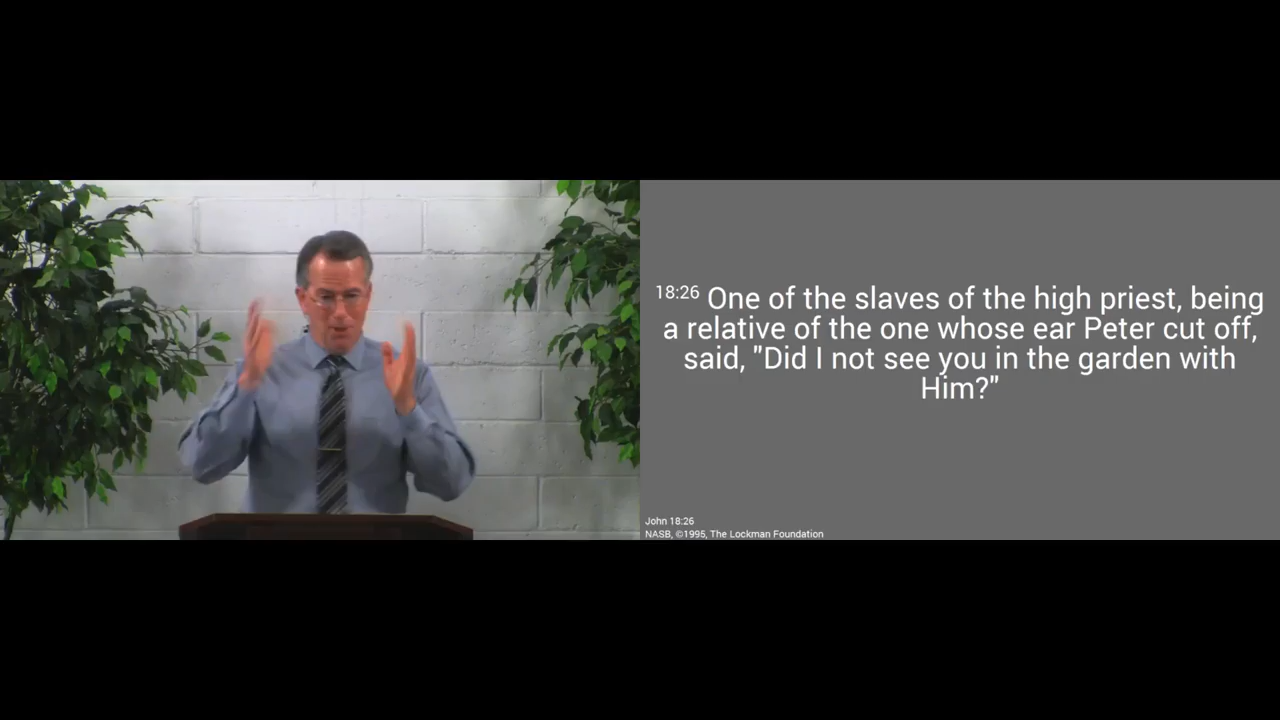 18:26 One of the slaves of the high priest, being
a relative of the one whose ear Peter cut off,
said, "Did I not see you in the garden with
Him?"
John 18:26
NASB, ©1995, The Lockman Foundation